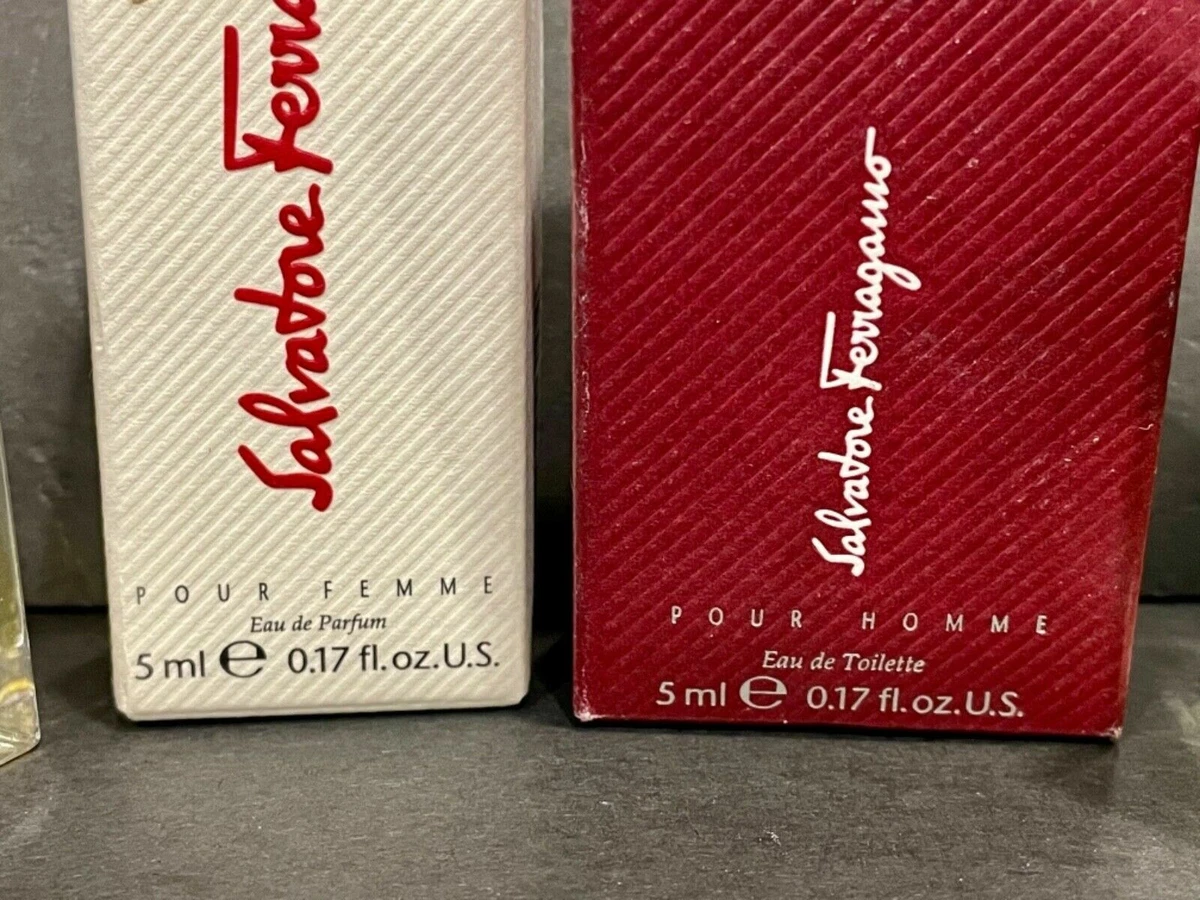 Salvatore Ferra
POUR FEMME
Eau de Parfum
5 ml ℮ 0.17 fl.oz.U.S.
Salvatore Ferragamo
POUR HOMME
Eau de Toilette
5 ml ℮ 0.17 fl.oz.U.S.